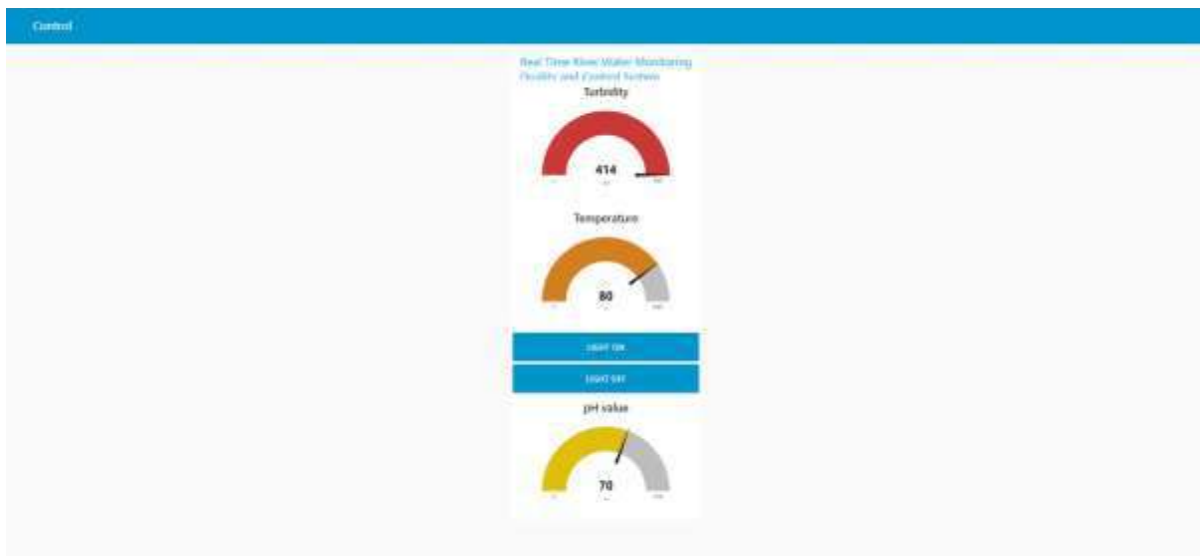 Control
Real Time River Water Monitoring
Quality and Control System
Turbidity
414
Temperature
80
LIGHT ON
LIGHT OFF
pH value
70